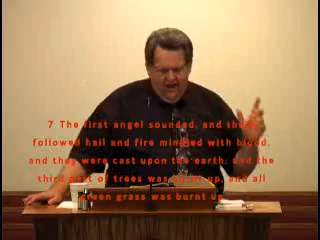 7 The first angel sounded, and there
followed hail and fire mingled with blood,
and they were cast upon the earth: and the
third part of trees was burnt up, and all
green grass was burnt up.